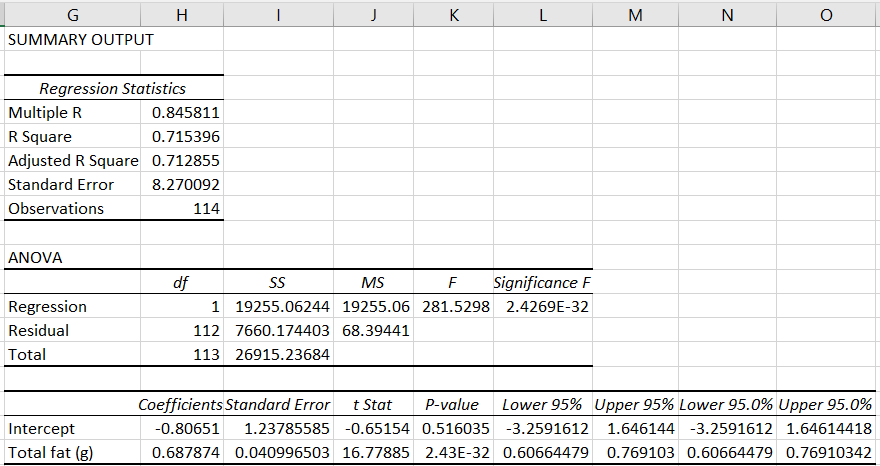 G H I J K L M N O
SUMMARY OUTPUT
Regression Statistics
Multiple R 0.845811
R Square 0.715396
Adjusted R Square 0.712855
Standard Error 8.270092
Observations 114
ANOVA
df SS MS F Significance F
Regression 1 19255.06244 19255.06 281.5298 2.4269E-32
Residual 112 7660.174403 68.39441
Total 113 26915.23684
Coefficients Standard Error t Stat P-value Lower 95% Upper 95% Lower 95.0% Upper 95.0%
Intercept -0.80651 1.23785585 -0.65154 0.516035 -3.2591612 1.646144 -3.2591612 1.64614418
Total fat (g) 0.687874 0.040996503 16.77885 2.43E-32 0.60664479 0.769103 0.60664479 0.76910342